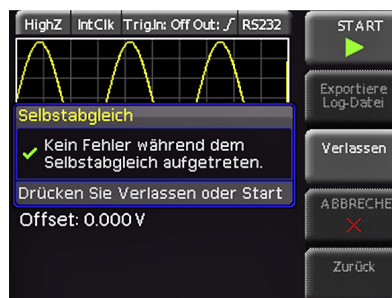 HighZ IntClk Trig.In: Off Out: RS232
START
Exportiere
Log-Datei
Selbstabgleich
Kein Fehler während dem
Selbstabgleich aufgetreten.
Verlassen
Drücken Sie Verlassen oder Start
ABBRECHE
Offset: 0.000 V
Zurück